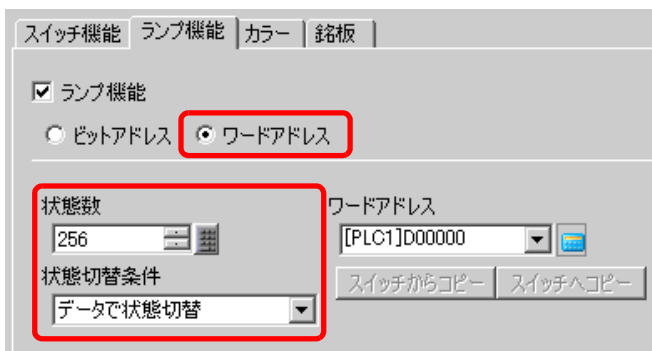 スイッチ機能 ランプ機能 カラー 銘板
ランプ機能
ビットアドレス ワードアドレス
状態数 ワードアドレス
256 [PLC1]D00000
状態切替条件 スイッチからコピー スイッチへコピー
データで状態切替